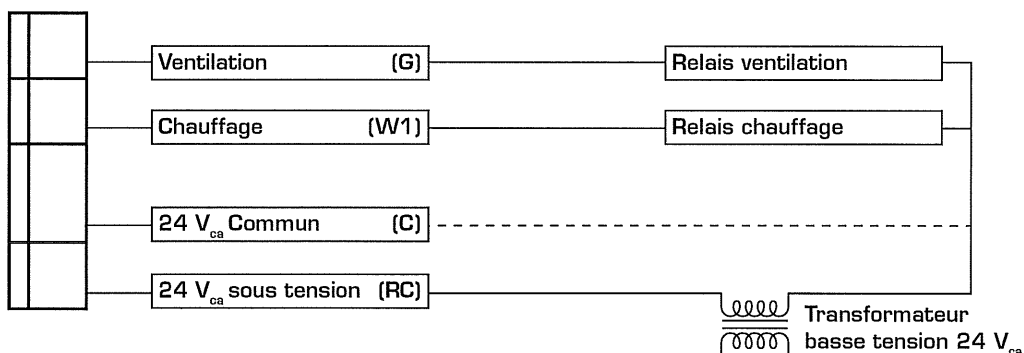 Ventilation (G) Relais ventilation
Chauffage (W1) Relais chauffage
24 Vca Commun (C)
24 Vca sous tension (RC)
Transformateur
basse tension 24 Vca